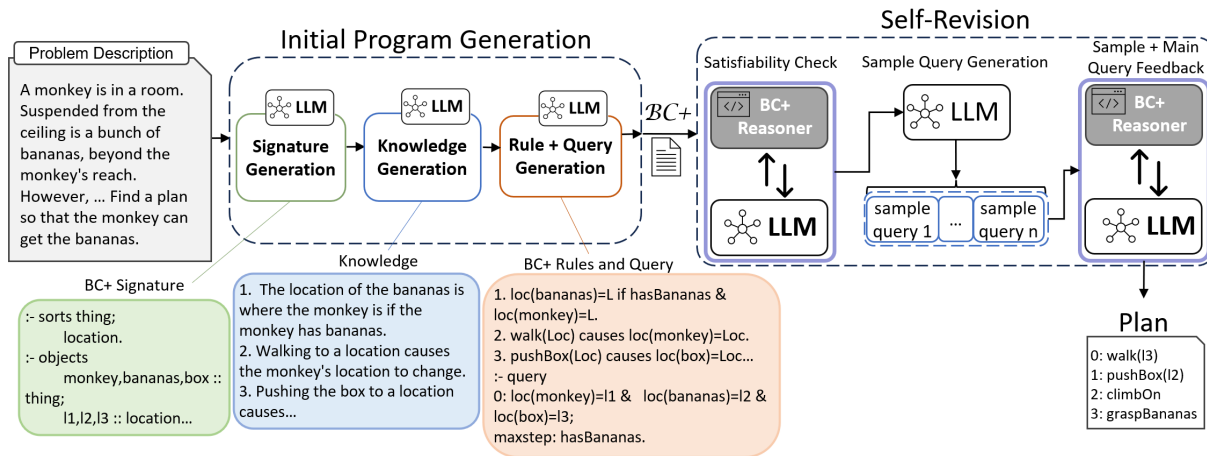 Problem Description
A monkey is in a room.
Suspended from the
ceiling is a bunch of
bananas, beyond the
monkey's reach.
However, ... Find a plan
so that the monkey can
get the bananas.
Initial Program Generation
LLM
Signature
Generation
LLM
Knowledge
Generation
LLM
Rule + Query
Generation
BC+
Self-Revision
Satisfiability Check
BC+
Reasoner
LLM
Sample Query Generation
LLM
sample
query 1
...
sample
query n
Sample + Main
Query Feedback
BC+
Reasoner
LLM
BC+ Signature
:- sorts thing;
location.
:- objects
monkey,bananas,box ::
thing;
l1,l2,l3 :: location...
Knowledge
1. The location of the bananas is
where the monkey is if the
monkey has bananas.
2. Walking to a location causes
the monkey's location to change.
3. Pushing the box to a location
causes...
BC+ Rules and Query
1. loc(bananas)=L if hasBananas &
loc(monkey)=L.
2. walk(Loc) causes loc(monkey)=Loc.
3. pushBox(Loc) causes loc(box)=Loc...
:- query
0: loc(monkey)=l1 & loc(bananas)=l2 &
loc(box)=l3;
maxstep: hasBananas.
Plan
0: walk(l3)
1: pushBox(l2)
2: climbOn
3: graspBananas